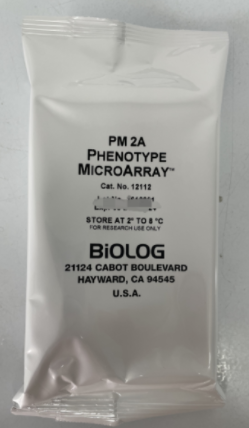 PM 2A
PHENOTYPE
MICROARRAY™
Cat. No. 12112
STORE AT 2° TO 8 °C
FOR RESEARCH USE ONLY
BiOLOG
21124 CABOT BOULEVARD
HAYWARD, CA 94545
U.S.A.